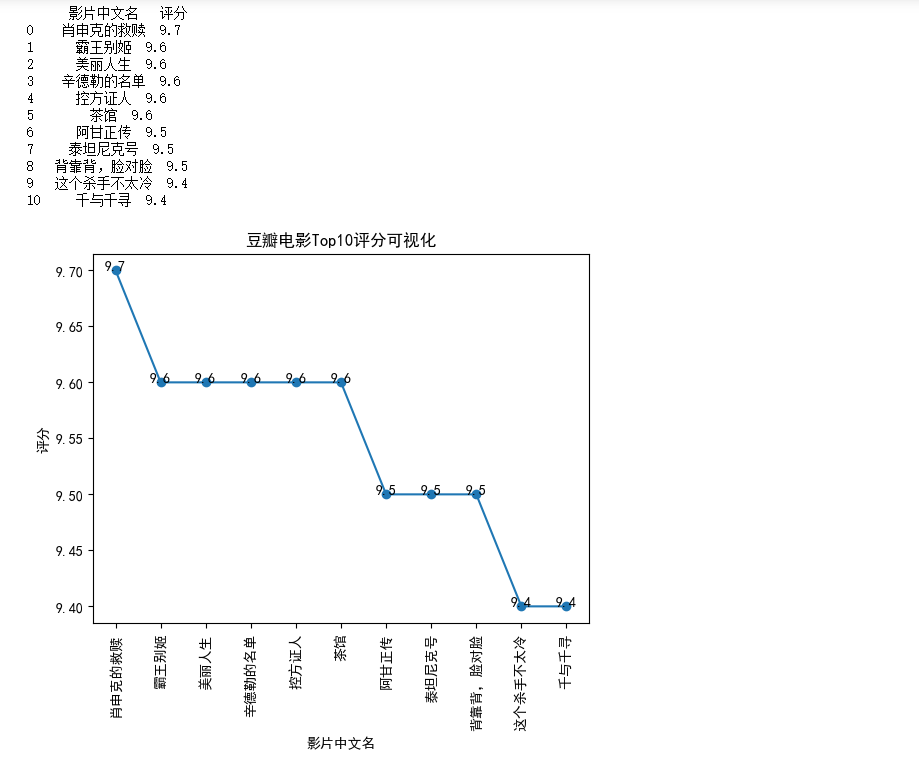 影片中文名 评分
0 肖申克的救赎 9.7
1 霸王别姬 9.6
2 美丽人生 9.6
3 辛德勒的名单 9.6
4 控方证人 9.6
5 茶馆 9.6
6 阿甘正传 9.5
7 泰坦尼克号 9.5
8 背靠背，脸对脸 9.5
9 这个杀手不太冷 9.4
10 千与千寻 9.4
豆瓣电影Top10评分可视化
9.70
9.65
9.60
9.55
9.50
9.45
9.40
评分
9.7
9.6 9.6 9.6 9.6 9.6
9.5 9.5 9.5
9.4 9.4
肖申克的救赎
霸王别姬
美丽人生
辛德勒的名单
控方证人
茶馆
阿甘正传
泰坦尼克号
背靠背，脸对脸
这个杀手不太冷
千与千寻
影片中文名